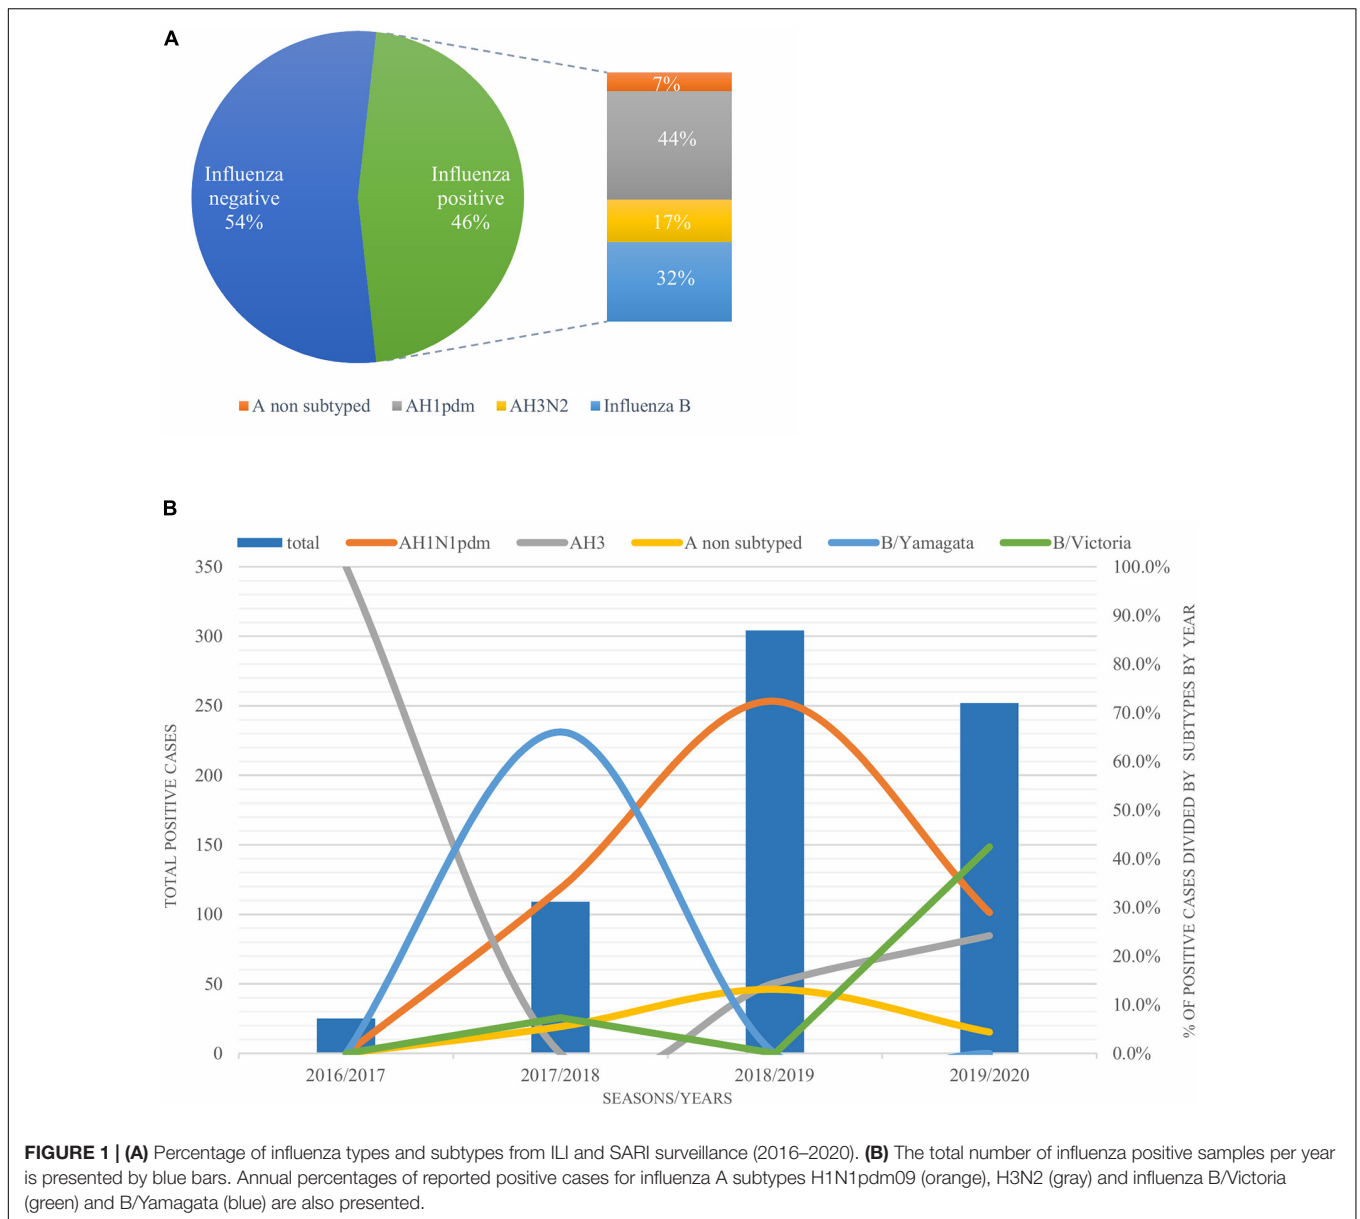 A
Influenza
negative
54%
Influenza
positive
46%
7%
44%
17%
32%
A non subtyped AH1pdm AH3N2 Influenza B
B
total AH1N1pdm AH3 A non subtyped B/Yamagata B/Victoria
350
300
250
200
150
100
50
0
TOTAL POSITIVE CASES
100.0%
90.0%
80.0%
70.0%
60.0%
50.0%
40.0%
30.0%
20.0%
10.0%
0.0%
% OF POSITIVE CASES DIVIDED BY SUBTYPES BY YEAR
2016/2017 2017/2018 2018/2019 2019/2020
SEASONS/YEARS
FIGURE 1 | (A) Percentage of influenza types and subtypes from ILI and SARI surveillance (2016–2020). (B) The total number of influenza positive samples per year
is presented by blue bars. Annual percentages of reported positive cases for influenza A subtypes H1N1pdm09 (orange), H3N2 (gray) and influenza B/Victoria
(green) and B/Yamagata (blue) are also presented.